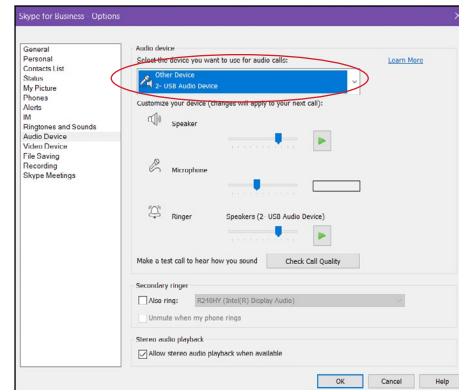 Skype for Business - Options
General
Personal
Contacts List
Status
My Picture
Phones
Alerts
IM
Ringtones and Sounds
Audio Device
Video Device
File Saving
Recording
Skype Meetings
Audio device
Select the device you want to use for audio calls:
Learn More
Other Device
2- USB Audio Device
Customize your device (changes will apply to your next call):
Speaker
Microphone
Ringer
Speakers (2- USB Audio Device)
Make a test call to hear how you sound
Check Call Quality
Secondary ringer
Also ring:
R240HY (Intel(R) Display Audio)
Unmute when my phone rings
Stereo audio playback
Allow stereo audio playback when available
OK
Cancel
Help